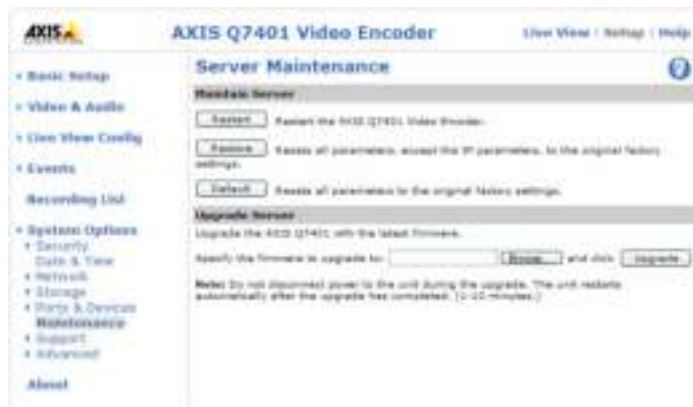 AXIS
AXIS Q7401 Video Encoder
Live View | Setup | Help
Basic Setup
Video & Audio
Live View Config
Events
Recording List
System Options
Security
Date & Time
Network
Storage
Ports & Devices
Maintenance
Support
Advanced
About
Server Maintenance
?
Maintain Server
Restart Restart the AXIS Q7401 Video Encoder.
Restore Resets all parameters, except the IP parameters, to the original factory
settings.
Default Resets all parameters to the original factory settings.
Upgrade Server
Upgrade the AXIS Q7401 with the latest firmware.
Specify the firmware to upgrade to: Browse... and click Upgrade
Note: Do not disconnect power to the unit during the upgrade. The unit restarts
automatically after the upgrade has completed. (1-10 minutes.)